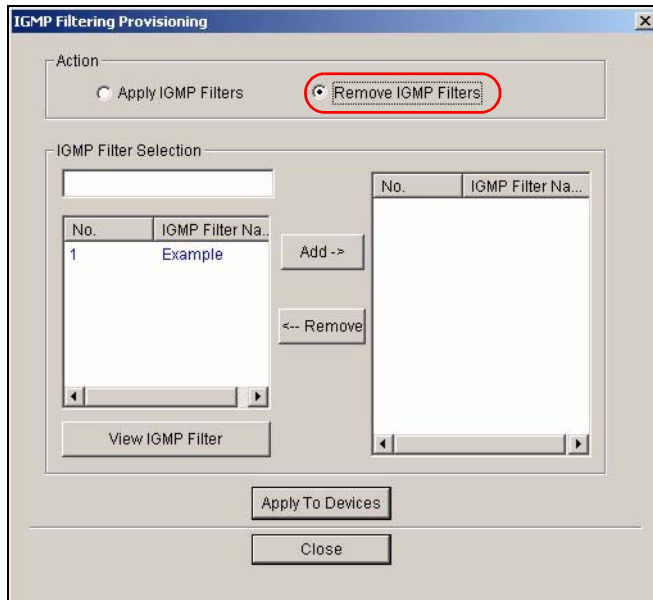 IGMP Filtering Provisioning
Action
Apply IGMP Filters
Remove IGMP Filters
IGMP Filter Selection
No. IGMP Filter Na..
1 Example
View IGMP Filter
Add ->
<-- Remove
No. IGMP Filter Na...
Apply To Devices
Close